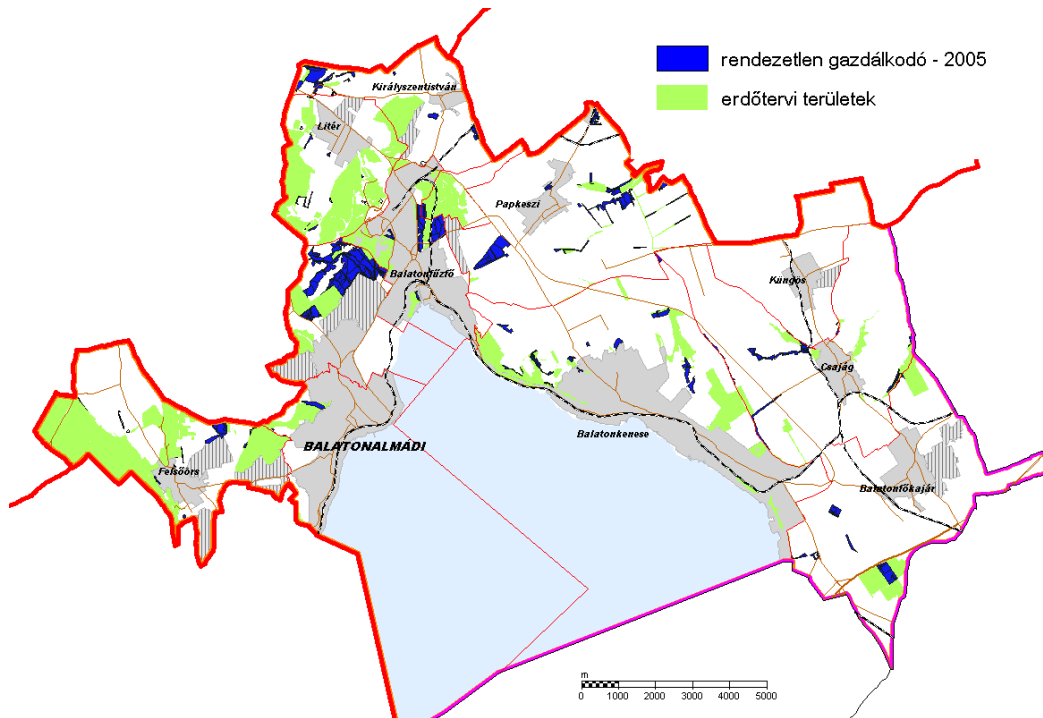 rendezetlen gazdálkodó - 2005
erdőtervi területek
Királyszentistván
Litér
Papkeszi
Balatonfűzfő
Küngös
Csajág
BALATONALMÁDI
Balatonkenese
Felsőörs
Balatonfőkajár
m
0 1000 2000 3000 4000 5000